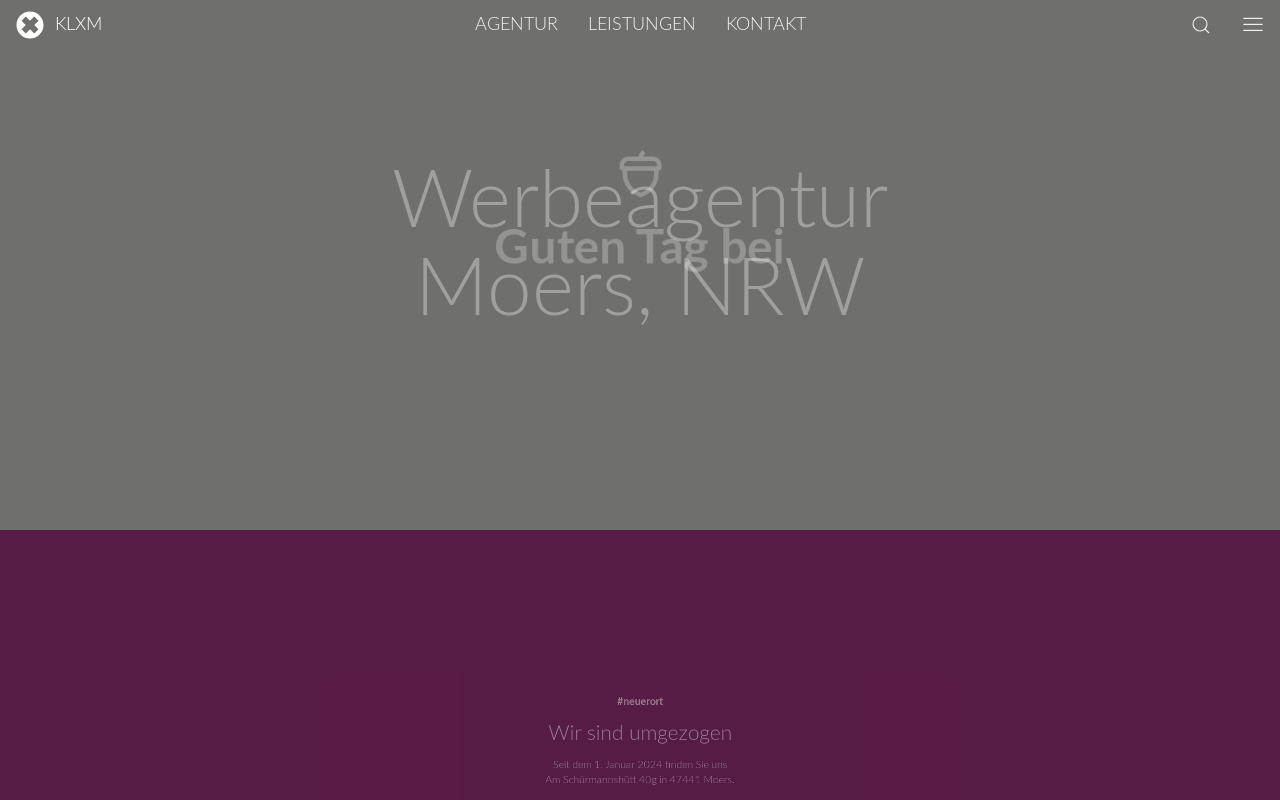 KLXM
AGENTUR
LEISTUNGEN
KONTAKT
Werbeagentur
Guten Tag bei
Moers, NRW
#neuerort
Wir sind umgezogen
Seit dem 1. Januar 2024 finden Sie uns
Am Schürmannshütt 40g in 47441 Moers.